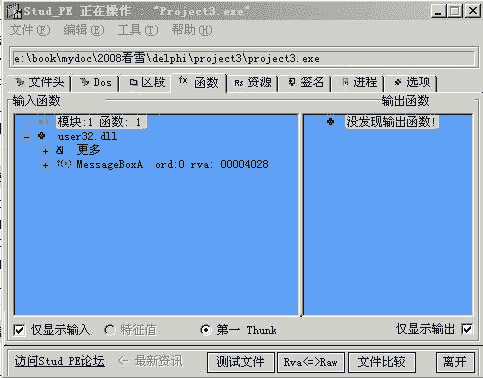 Stud_PE 正在操作 : "Project3.exe"
文件(F) 编辑(E) 工具(T) 帮助(H)
e:\book\mydoc\2008看雪\delphi\project3\project3.exe
文件头 Dos 区段 函数 资源 签名 进程 选项
输入函数 输出函数
模块:1 函数: 1 没发现输出函数!
user32.dll
更多
MessageBoxA ord:0 rva: 00004028
仅显示输入 特征值 第一 Thunk 仅显示输出
访问Stud PE论坛 <- 最新资讯 测试文件 Rva<=>Raw 文件比较 离开